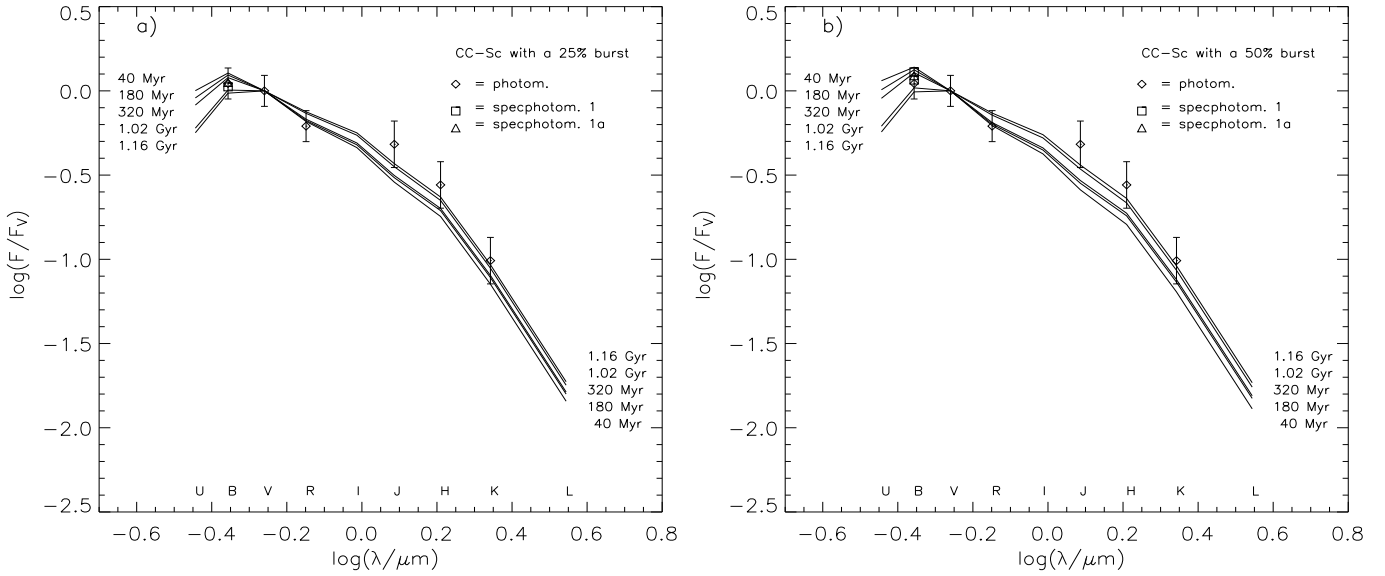 a)
CC-Sc with a 25% burst
= photom.
= specphotom. 1
= specphotom. 1a
40 Myr
180 Myr
320 Myr
1.02 Gyr
1.16 Gyr
1.16 Gyr
1.02 Gyr
320 Myr
180 Myr
40 Myr
0.5
0.0
−0.5
−1.0
−1.5
−2.0
−2.5
log(F/Fv)
U B V R I J H K L
−0.6 −0.4 −0.2 0.0 0.2 0.4 0.6 0.8
log(λ/μm)
b)
CC-Sc with a 50% burst
= photom.
= specphotom. 1
= specphotom. 1a
40 Myr
180 Myr
320 Myr
1.02 Gyr
1.16 Gyr
1.16 Gyr
1.02 Gyr
320 Myr
180 Myr
40 Myr
0.5
0.0
−0.5
−1.0
−1.5
−2.0
−2.5
log(F/Fv)
U B V R I J H K L
−0.6 −0.4 −0.2 0.0 0.2 0.4 0.6 0.8
log(λ/μm)